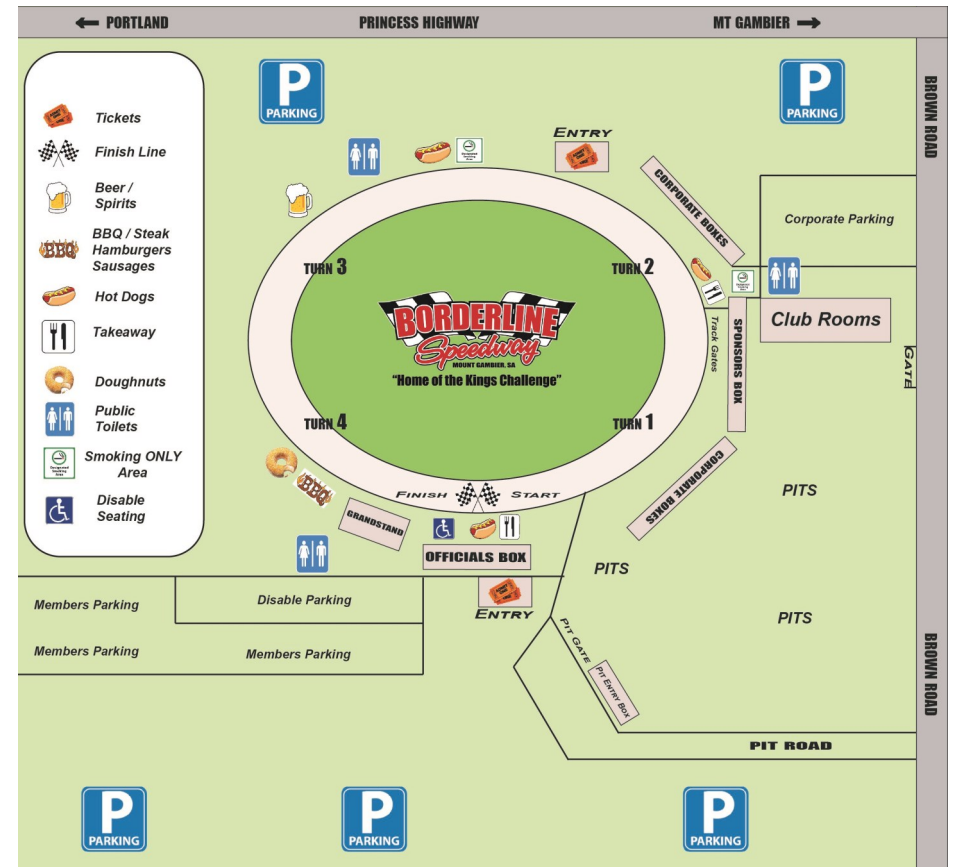 PORTLAND
PRINCESS HIGHWAY
MT GAMBIER
BROWN ROAD
P
PARKING
P
PARKING
Tickets
Finish Line
Beer /
Spirits
BBQ / Steak
Hamburgers
Sausages
BBQ
Hot Dogs
Takeaway
Doughnuts
Public
Toilets
Smoking ONLY
Area
Disable
Seating
ENTRY
CORPORATE BOXES
Corporate Parking
TURN 3
TURN 2
BORDERLINE
Speedway
MOUNT GAMBIER, SA
"Home of the Kings Challenge"
Track Gates
SPONSORS BOX
Club Rooms
GATE
TURN 4
TURN 1
BBQ
FINISH
START
GRANDSTAND
OFFICIALS BOX
CORPORATE BOXES
PITS
PITS
PITS
ENTRY
Members Parking
Disable Parking
Members Parking
Members Parking
PIT GATE
PIT ENTRY BOX
PIT ROAD
BROWN ROAD
P
PARKING
P
PARKING
P
PARKING